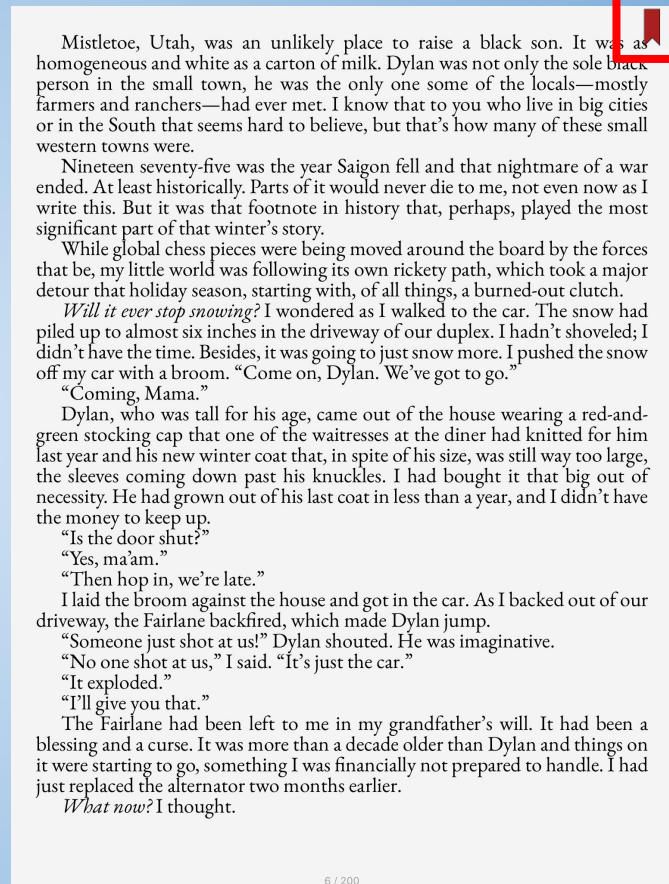 Mistletoe, Utah, was an unlikely place to raise a black son. It was as
homogeneous and white as a carton of milk. Dylan was not only the sole black
person in the small town, he was the only one some of the locals—mostly
farmers and ranchers—had ever met. I know that to you who live in big cities
or in the South that seems hard to believe, but that’s how many of these small
western towns were.
Nineteen seventy-five was the year Saigon fell and that nightmare of a war
ended. At least historically. Parts of it would never die to me, not even now as I
write this. But it was that footnote in history that, perhaps, played the most
significant part of that winter’s story.
While global chess pieces were being moved around the board by the forces
that be, my little world was following its own rickety path, which took a major
detour that holiday season, starting with, of all things, a burned-out clutch.
Will it ever stop snowing? I wondered as I walked to the car. The snow had
piled up to almost six inches in the driveway of our duplex. I hadn’t shoveled; I
didn’t have the time. Besides, it was going to just snow more. I pushed the snow
off my car with a broom. “Come on, Dylan. We’ve got to go.”
“Coming, Mama.”
Dylan, who was tall for his age, came out of the house wearing a red-and-
green stocking cap that one of the waitresses at the diner had knitted for him
last year and his new winter coat that, in spite of his size, was still way too large,
the sleeves coming down past his knuckles. I had bought it that big out of
necessity. He had grown out of his last coat in less than a year, and I didn’t have
the money to keep up.
“Is the door shut?”
“Yes, ma’am.”
“Then hop in, we’re late.”
I laid the broom against the house and got in the car. As I backed out of our
driveway, the Fairlane backfired, which made Dylan jump.
“Someone just shot at us!” Dylan shouted. He was imaginative.
“No one shot at us,” I said. “It’s just the car.”
“It exploded.”
“I’ll give you that.”
The Fairlane had been left to me in my grandfather’s will. It had been a
blessing and a curse. It was more than a decade older than Dylan and things on
it were starting to go, something I was financially not prepared to handle. I had
just replaced the alternator two months earlier.
What now? I thought.
6 / 200